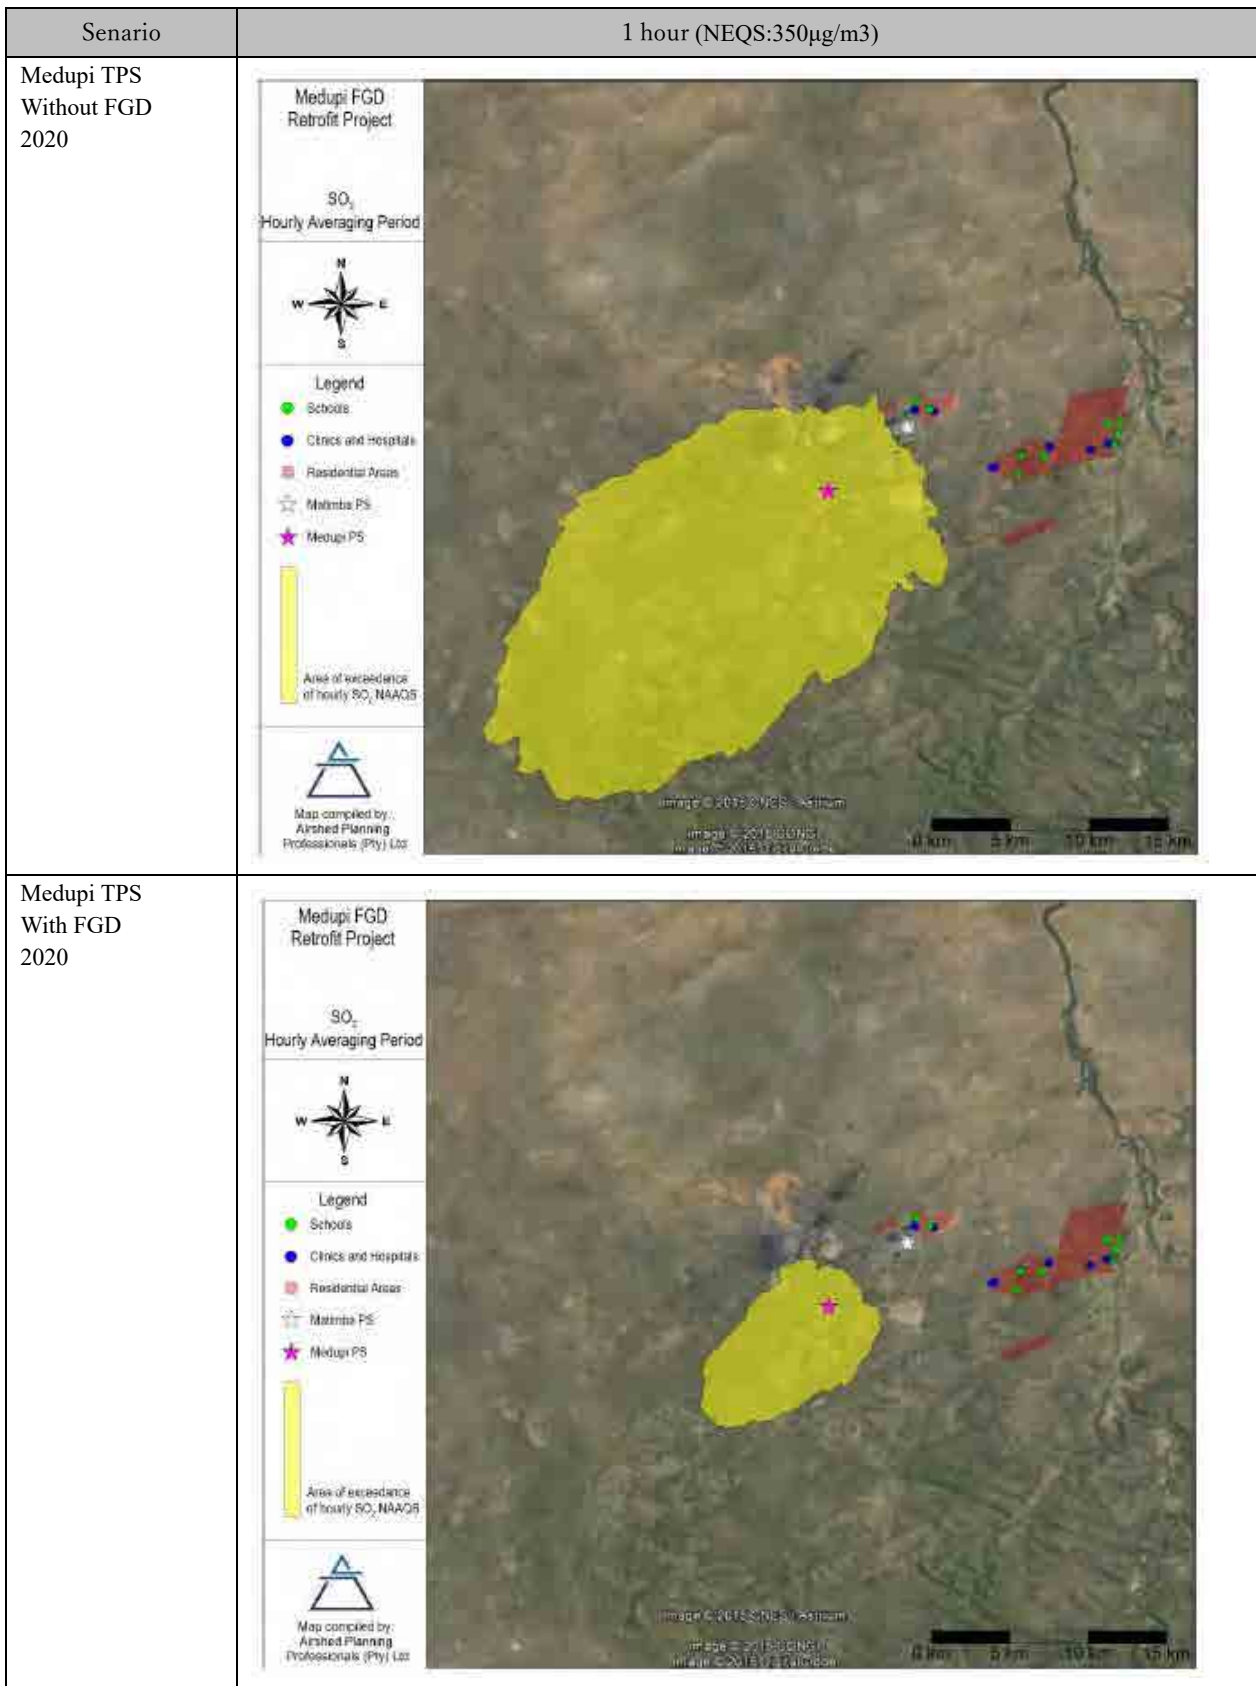 Senario
1 hour (NEQS:350μg/m3)
Medupi TPS
Without FGD
2020
Medupi FGD
Retrofit Project
SO2
Hourly Averaging Period
N
W E
S
Legend
Schools
Clinics and Hospitals
Residential Areas
Matimba PS
Medupi PS
Area of exceedance
of hourly SO2 NAAQS
Map compiled by:
Airshed Planning
Professionals (Pty) Ltd
0 km 5 km 10 km 15 km
Medupi TPS
With FGD
2020
Medupi FGD
Retrofit Project
SO2
Hourly Averaging Period
N
W E
S
Legend
Schools
Clinics and Hospitals
Residential Areas
Matimba PS
Medupi PS
Area of exceedance
of hourly SO2 NAAQS
Map compiled by:
Airshed Planning
Professionals (Pty) Ltd
0 km 5 km 10 km 15 km